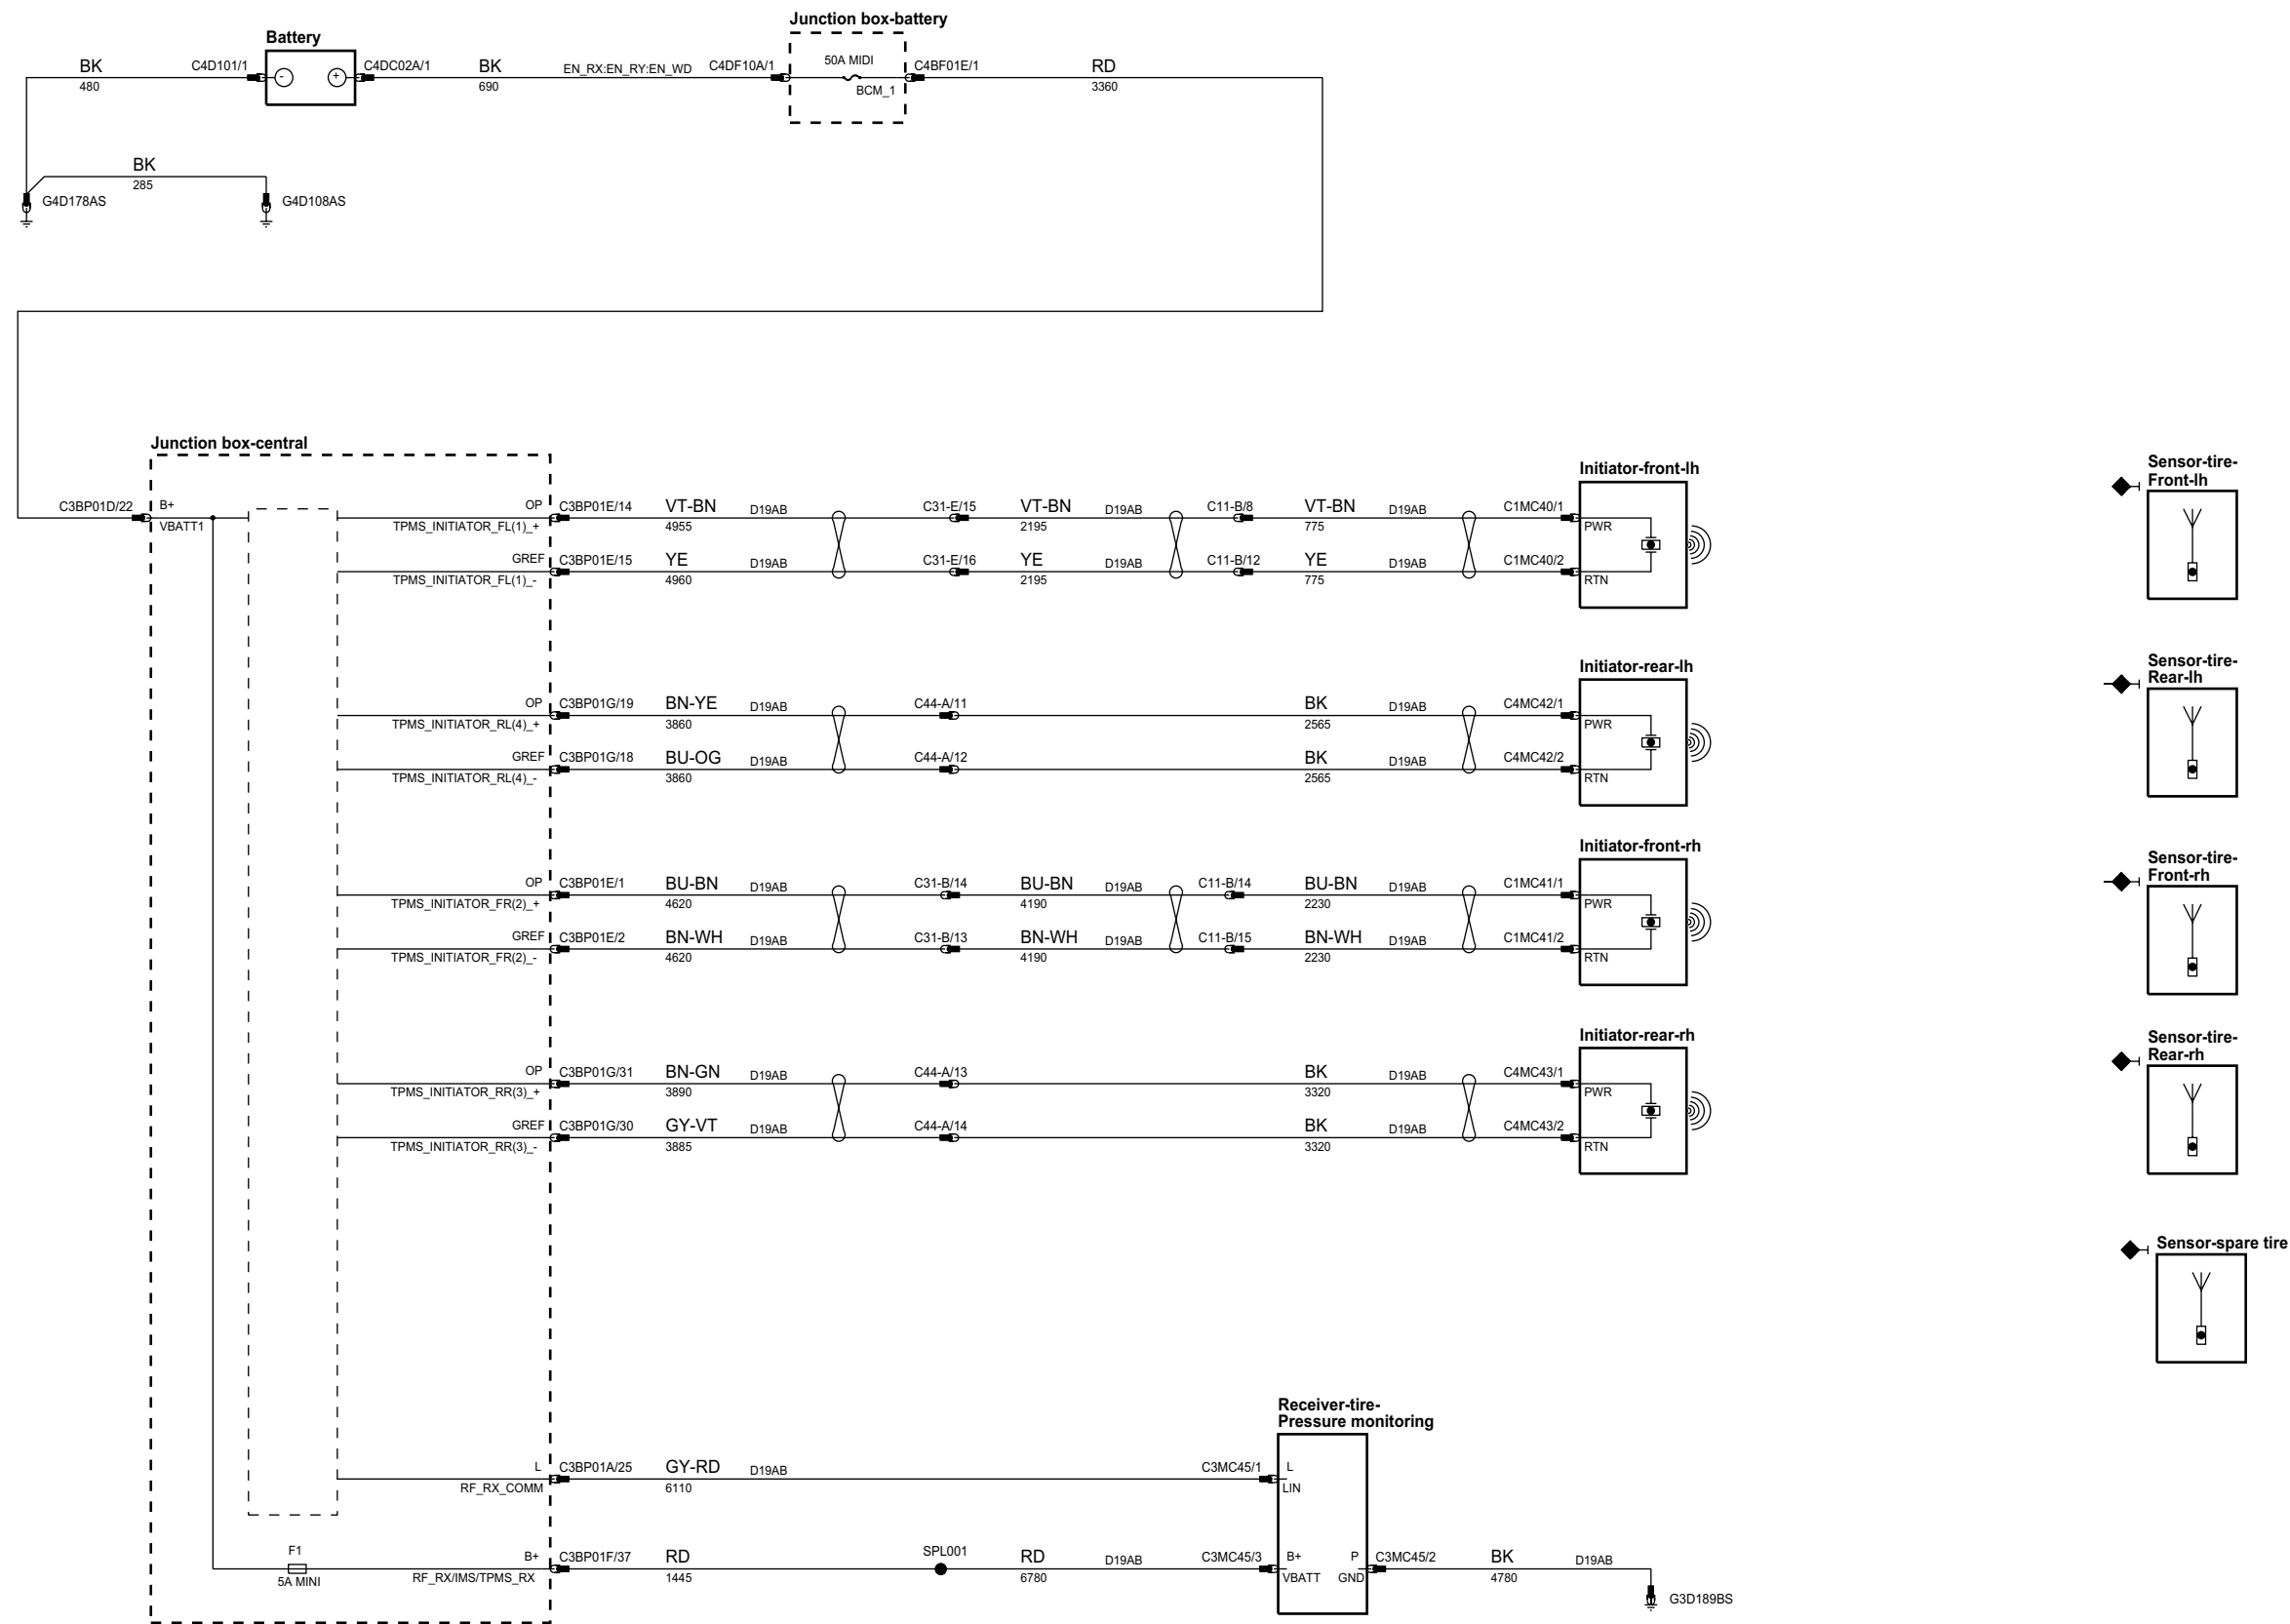 Junction box-battery
Battery
BK
480
C4D101/1
-
+
C4DC02A/1
BK
690
EN_RX:EN_RY:EN_WD
C4DF10A/1
50A MIDI
BCM_1
C4BF01E/1
RD
3360
BK
285
G4D178AS
G4D108AS
Junction box-central
C3BP01D/22
B+
VBATT1
OP
TPMS_INITIATOR_FL(1)_+
C3BP01E/14
VT-BN
4955
D19AB
C31-E/15
VT-BN
2195
D19AB
C11-B/8
VT-BN
775
D19AB
C1MC40/1
PWR
Initiator-front-lh
GREF
TPMS_INITIATOR_FL(1)_-
C3BP01E/15
YE
4960
D19AB
C31-E/16
YE
2195
D19AB
C11-B/12
YE
775
D19AB
C1MC40/2
RTN
Sensor-tire-
Front-lh
Initiator-rear-lh
OP
TPMS_INITIATOR_RL(4)_+
C3BP01G/19
BN-YE
3860
D19AB
C44-A/11
BK
2565
D19AB
C4MC42/1
PWR
GREF
TPMS_INITIATOR_RL(4)_-
C3BP01G/18
BU-OG
3860
D19AB
C44-A/12
BK
2565
D19AB
C4MC42/2
RTN
Sensor-tire-
Rear-lh
Initiator-front-rh
OP
TPMS_INITIATOR_FR(2)_+
C3BP01E/1
BU-BN
4620
D19AB
C31-B/14
BU-BN
4190
D19AB
C11-B/14
BU-BN
2230
D19AB
C1MC41/1
PWR
GREF
TPMS_INITIATOR_FR(2)_-
C3BP01E/2
BN-WH
4620
D19AB
C31-B/13
BN-WH
4190
D19AB
C11-B/15
BN-WH
2230
D19AB
C1MC41/2
RTN
Sensor-tire-
Front-rh
Initiator-rear-rh
OP
TPMS_INITIATOR_RR(3)_+
C3BP01G/31
BN-GN
3890
D19AB
C44-A/13
BK
3320
D19AB
C4MC43/1
PWR
GREF
TPMS_INITIATOR_RR(3)_-
C3BP01G/30
GY-VT
3885
D19AB
C44-A/14
BK
3320
D19AB
C4MC43/2
RTN
Sensor-tire-
Rear-rh
Sensor-spare tire
Receiver-tire-
Pressure monitoring
L
RF_RX_COMM
C3BP01A/25
GY-RD
6110
D19AB
C3MC45/1
L
LIN
F1
5A MINI
B+
RF_RX/IMS/TPMS_RX
C3BP01F/37
RD
1445
SPL001
RD
6780
D19AB
C3MC45/3
B+
VBATT
P
GND
C3MC45/2
BK
4780
D19AB
G3D189BS